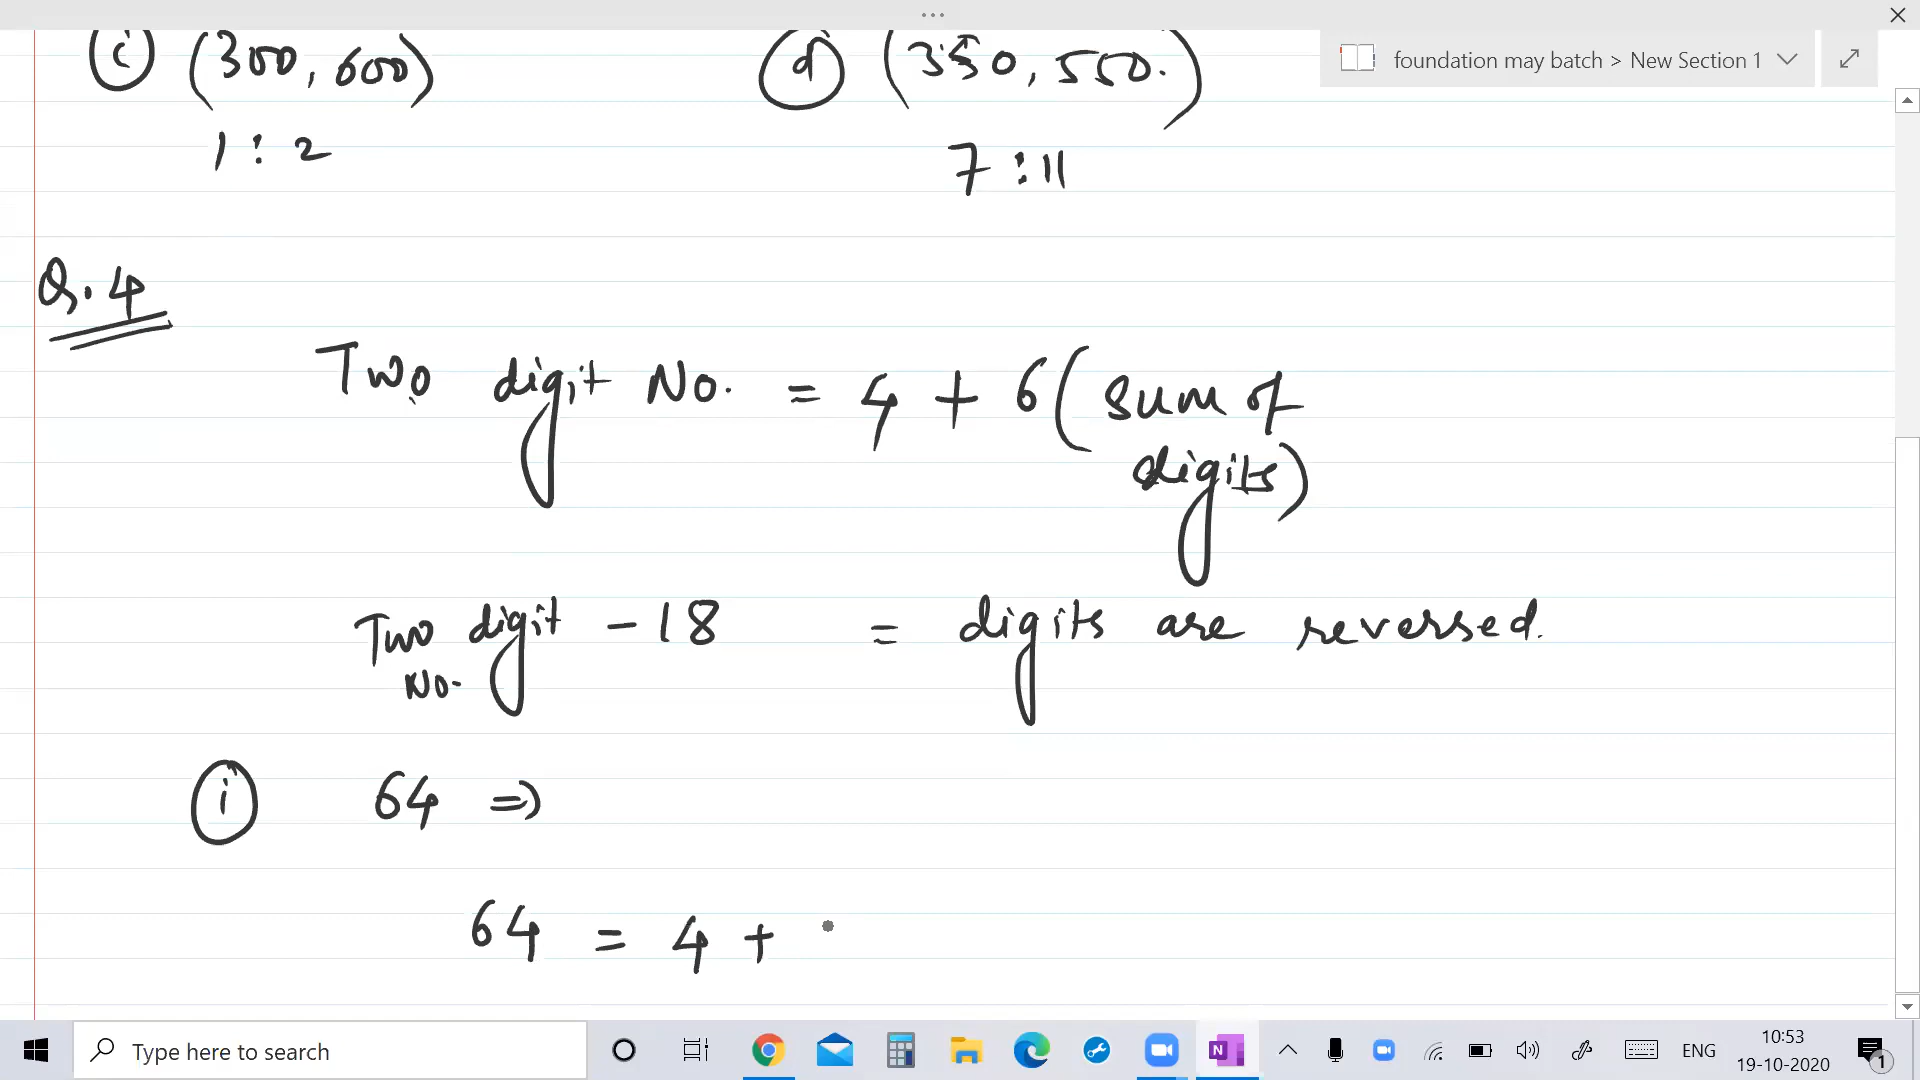 foundation may batch > New Section 1
(c) (300, 600)
(d) (350, 550.)
1 : 2
7 : 11
Q. 4
Two digit No. = 4 + 6 (sum of
digits)
Two digit - 18 = digits are reversed.
No.
(i) 64 ⇒
64 = 4 +
Type here to search
ENG
10:53
19-10-2020
1